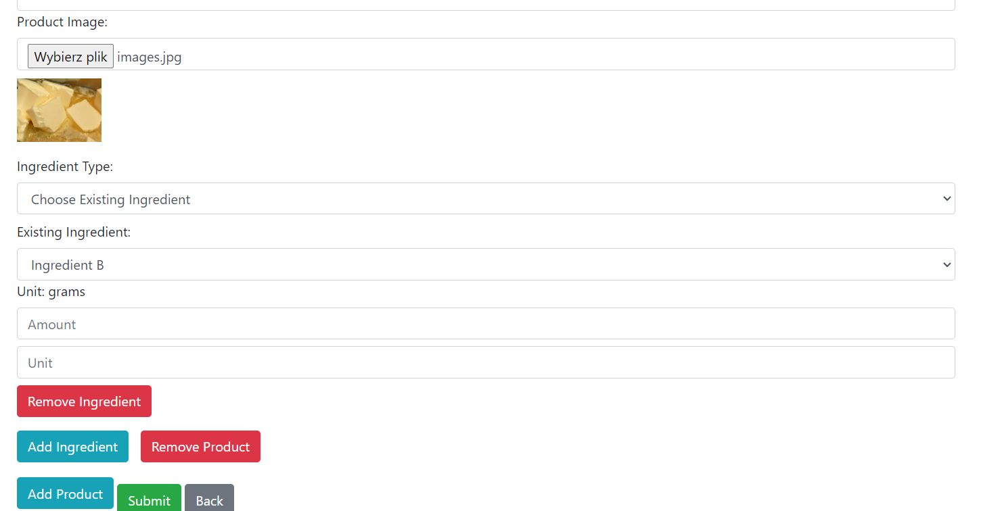 Product Image:
Wybierz plik images.jpg
Ingredient Type:
Choose Existing Ingredient
Existing Ingredient:
Ingredient B
Unit: grams
Amount
Unit
Remove Ingredient
Add Ingredient Remove Product
Add Product Submit Back